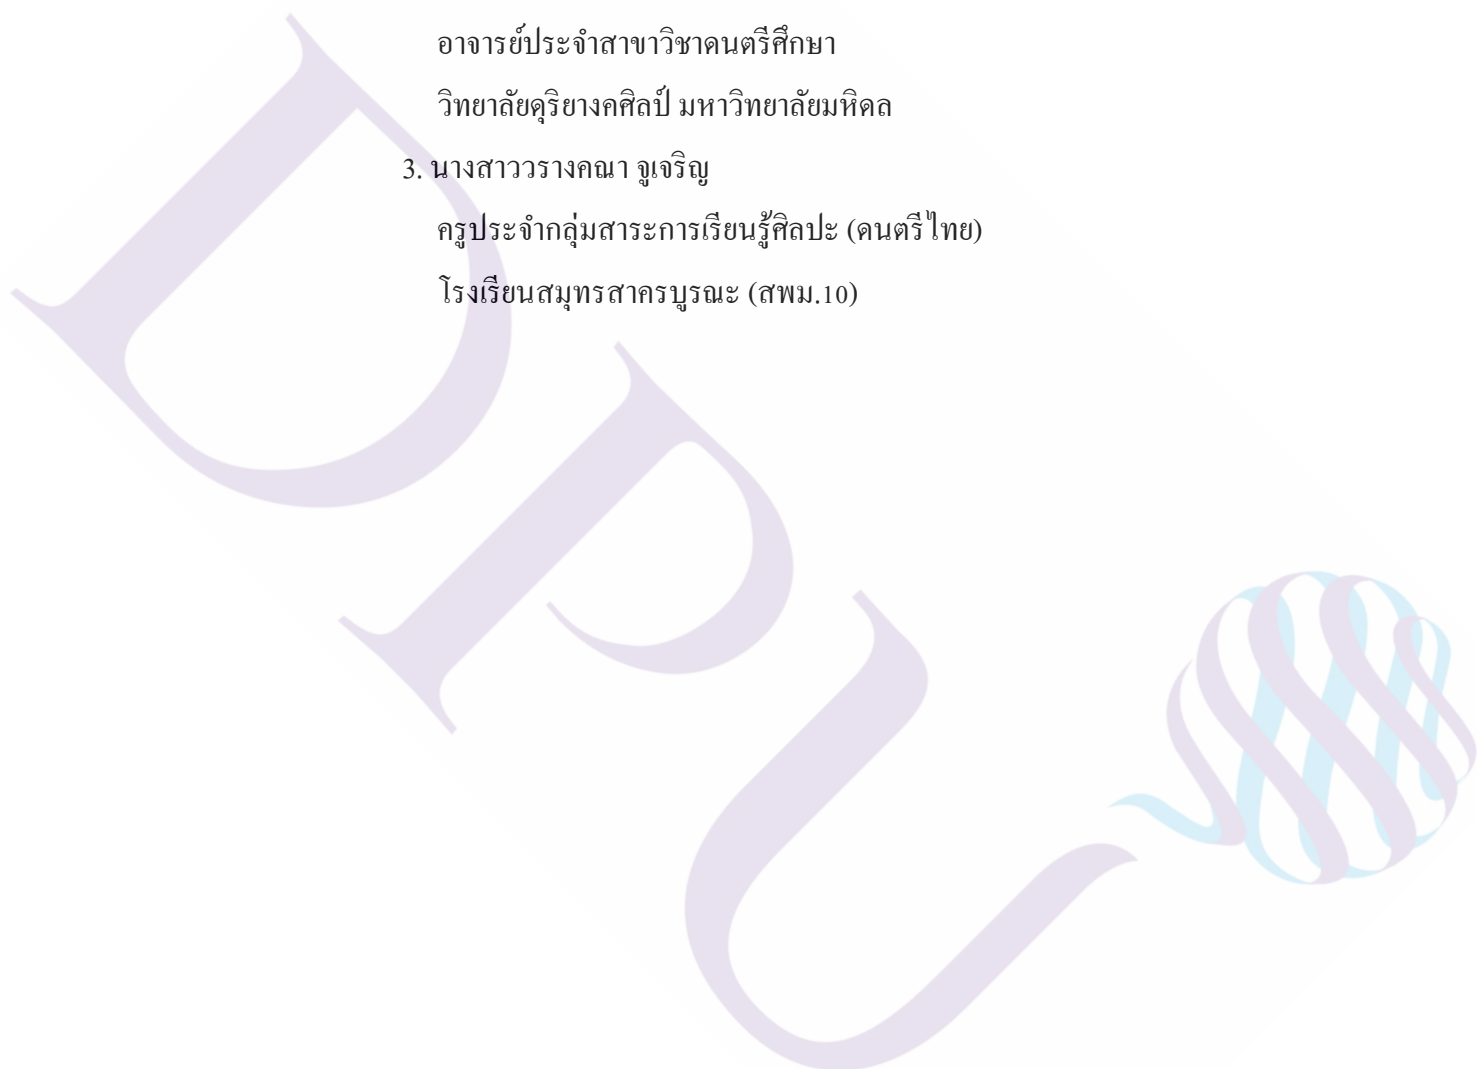 อาจารย์ประจำสาขาวิชาดนตรีศึกษา
วิทยาลัยดุริยางคศิลป์ มหาวิทยาลัยมหิดล
3. นางสาววรางคณา จูเจริญ
ครูประจำกลุ่มสาระการเรียนรู้ศิลปะ (ดนตรีไทย)
โรงเรียนสมุทรสาครบูรณะ (สพม.10)
DPU